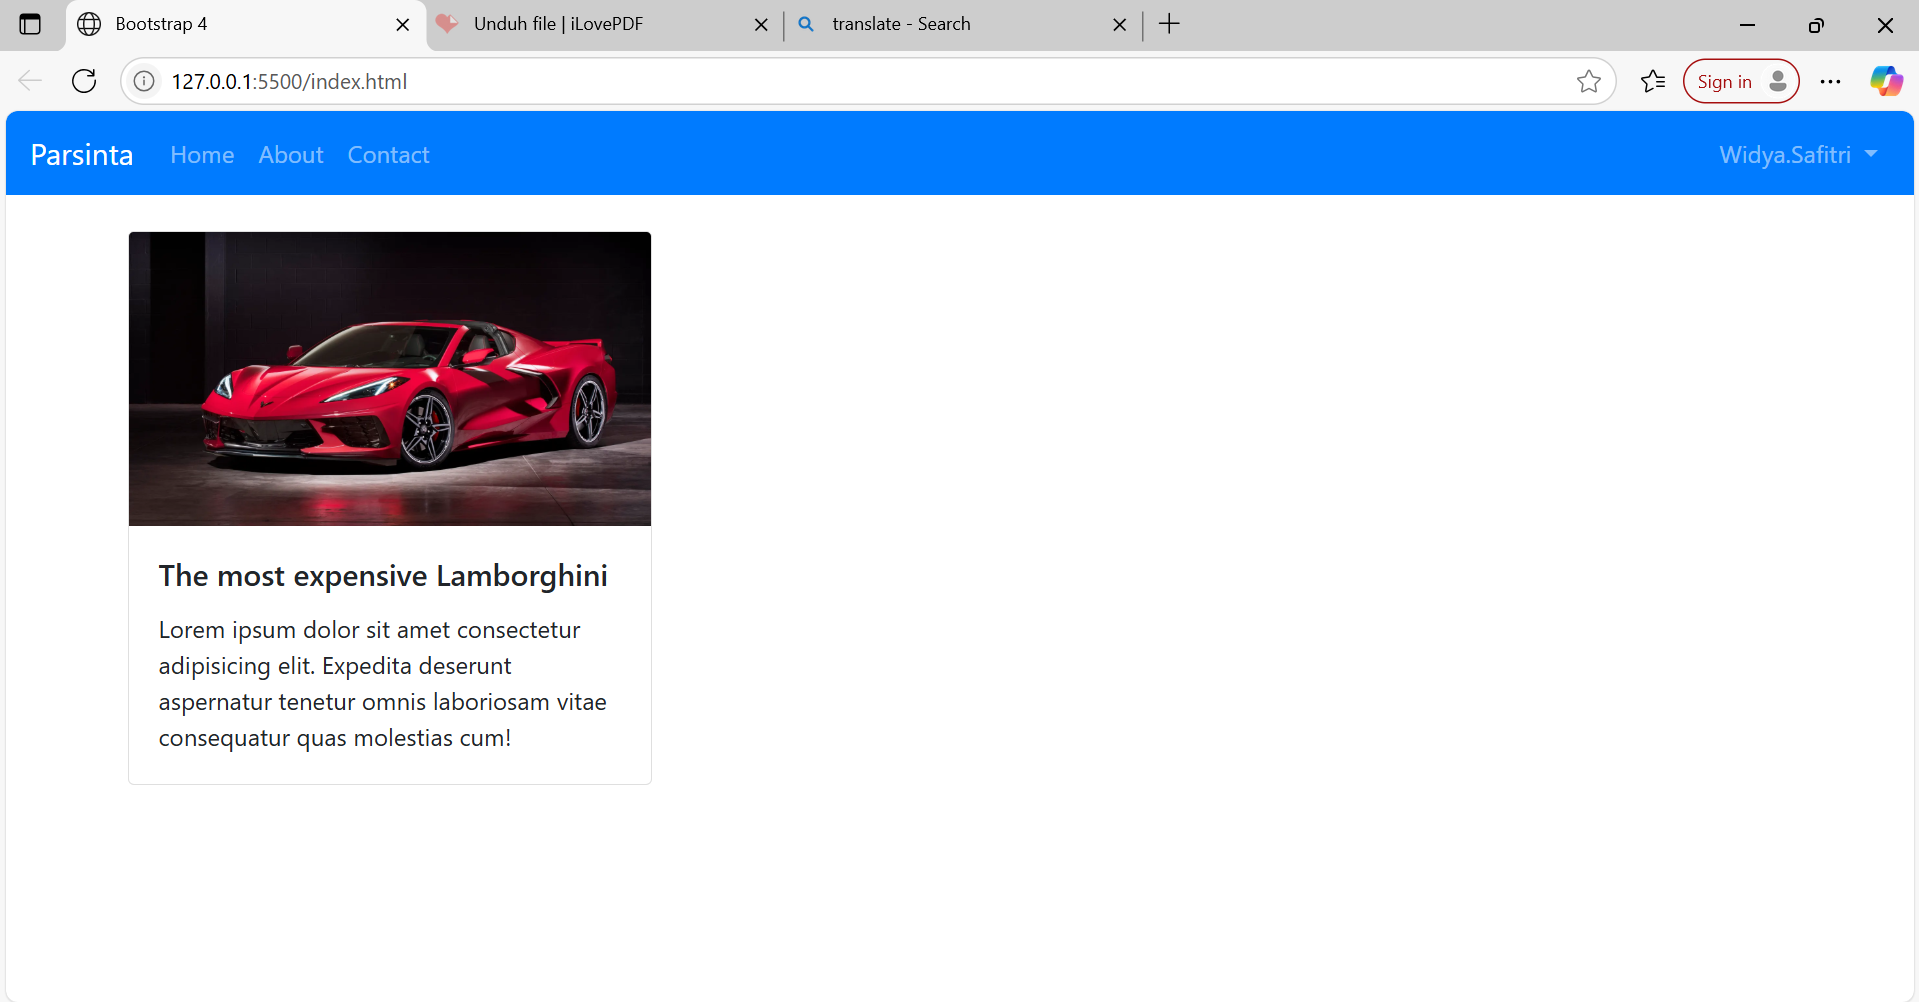 Bootstrap 4
Unduh file | iLovePDF
translate - Search
127.0.0.1:5500/index.html
Sign in
Parsinta
Home
About
Contact
Widya.Safitri
The most expensive Lamborghini
Lorem ipsum dolor sit amet consectetur
adipisicing elit. Expedita deserunt
aspernatur tenetur omnis laboriosam vitae
consequatur quas molestias cum!